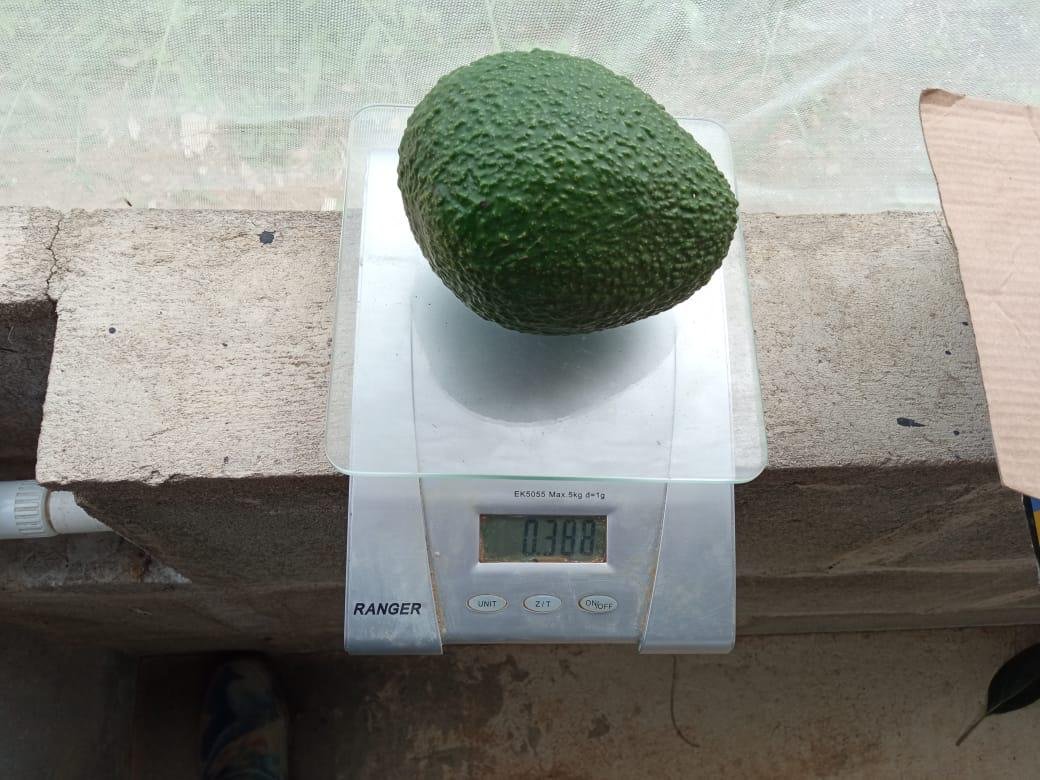 EK5055 Max.5kg d=1g
0.388
UNIT Z/T ON/OFF
RANGER